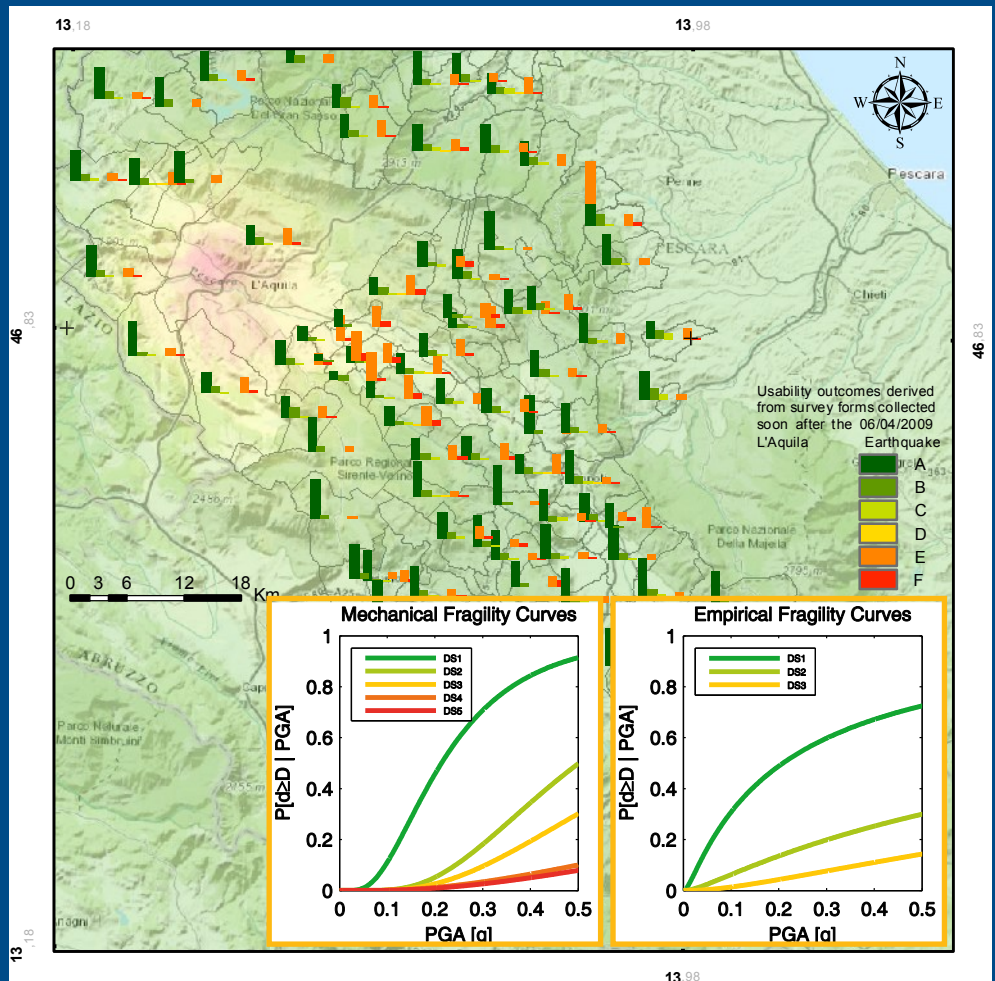 13,18
13,98
N
W
E
S
Parco Nazionale
Del Gran Sasso
2913 m
Penne
Pescara
PESCARA
L'Aquila
LAZIO
Chieti
46,83
46,83
Usability outcomes derived
from survey forms collected
soon after the 06/04/2009
L'Aquila Earthquake
A
B
C
D
E
F
Parco Regionale
Sirente-Velino
2486 m
Parco Nazionale
Della Majella
2795 m
0 3 6 12 18 Km
A25
ABRUZZO
Parco Naturale
Monti Simbruini
2155 m
Mechanical Fragility Curves
1
0.8
0.6
0.4
0.2
0
P[d≥D | PGA]
DS1
DS2
DS3
DS4
DS5
0 0.1 0.2 0.3 0.4 0.5
PGA [g]
Empirical Fragility Curves
1
0.8
0.6
0.4
0.2
0
P[d≥D | PGA]
DS1
DS2
DS3
0 0.1 0.2 0.3 0.4 0.5
PGA [g]
13,18
13,98